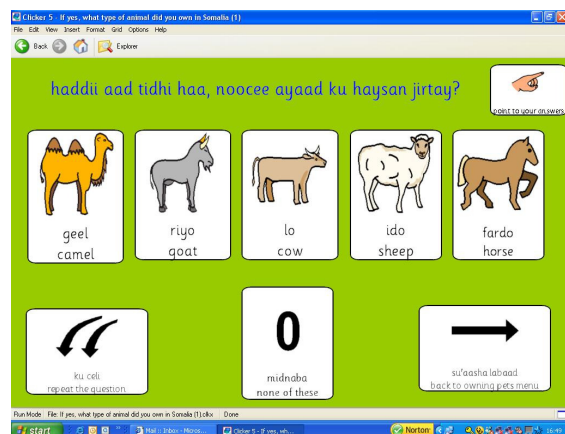 Clicker 5 - If yes, what type of animal did you own in Somalia (1)
File Edit View Insert Format Grid Options Help
Back Explorer
haddii aad tidhi haa, noocee ayaad ku haysan jirtay?
point to your answers
geel
camel
riyo
goat
lo
cow
ido
sheep
fardo
horse
ku celi
repeat the question
0
midnaba
none of these
su'aasha labaad
back to owning pets menu
Run Mode File: If yes, what type of animal did you own in Somalia (1).clkx Done
start Mail :: Inbox - Micros... Clicker 5 - If yes, wh... Norton 16:49